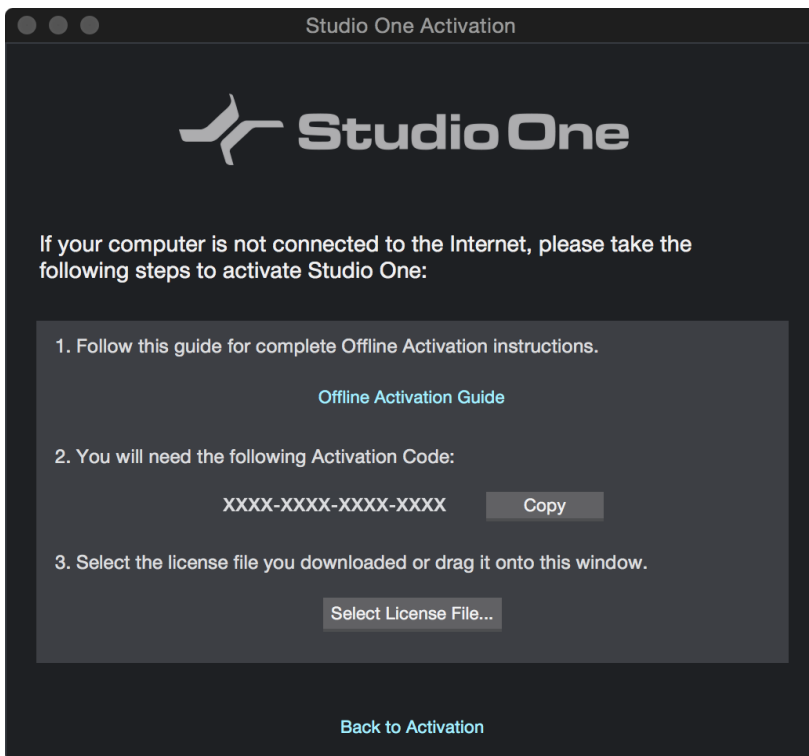 Studio One Activation
Studio One
If your computer is not connected to the Internet, please take the
following steps to activate Studio One:
1. Follow this guide for complete Offline Activation instructions.
Offline Activation Guide
2. You will need the following Activation Code:
XXXX-XXXX-XXXX-XXXX Copy
3. Select the license file you downloaded or drag it onto this window.
Select License File...
Back to Activation